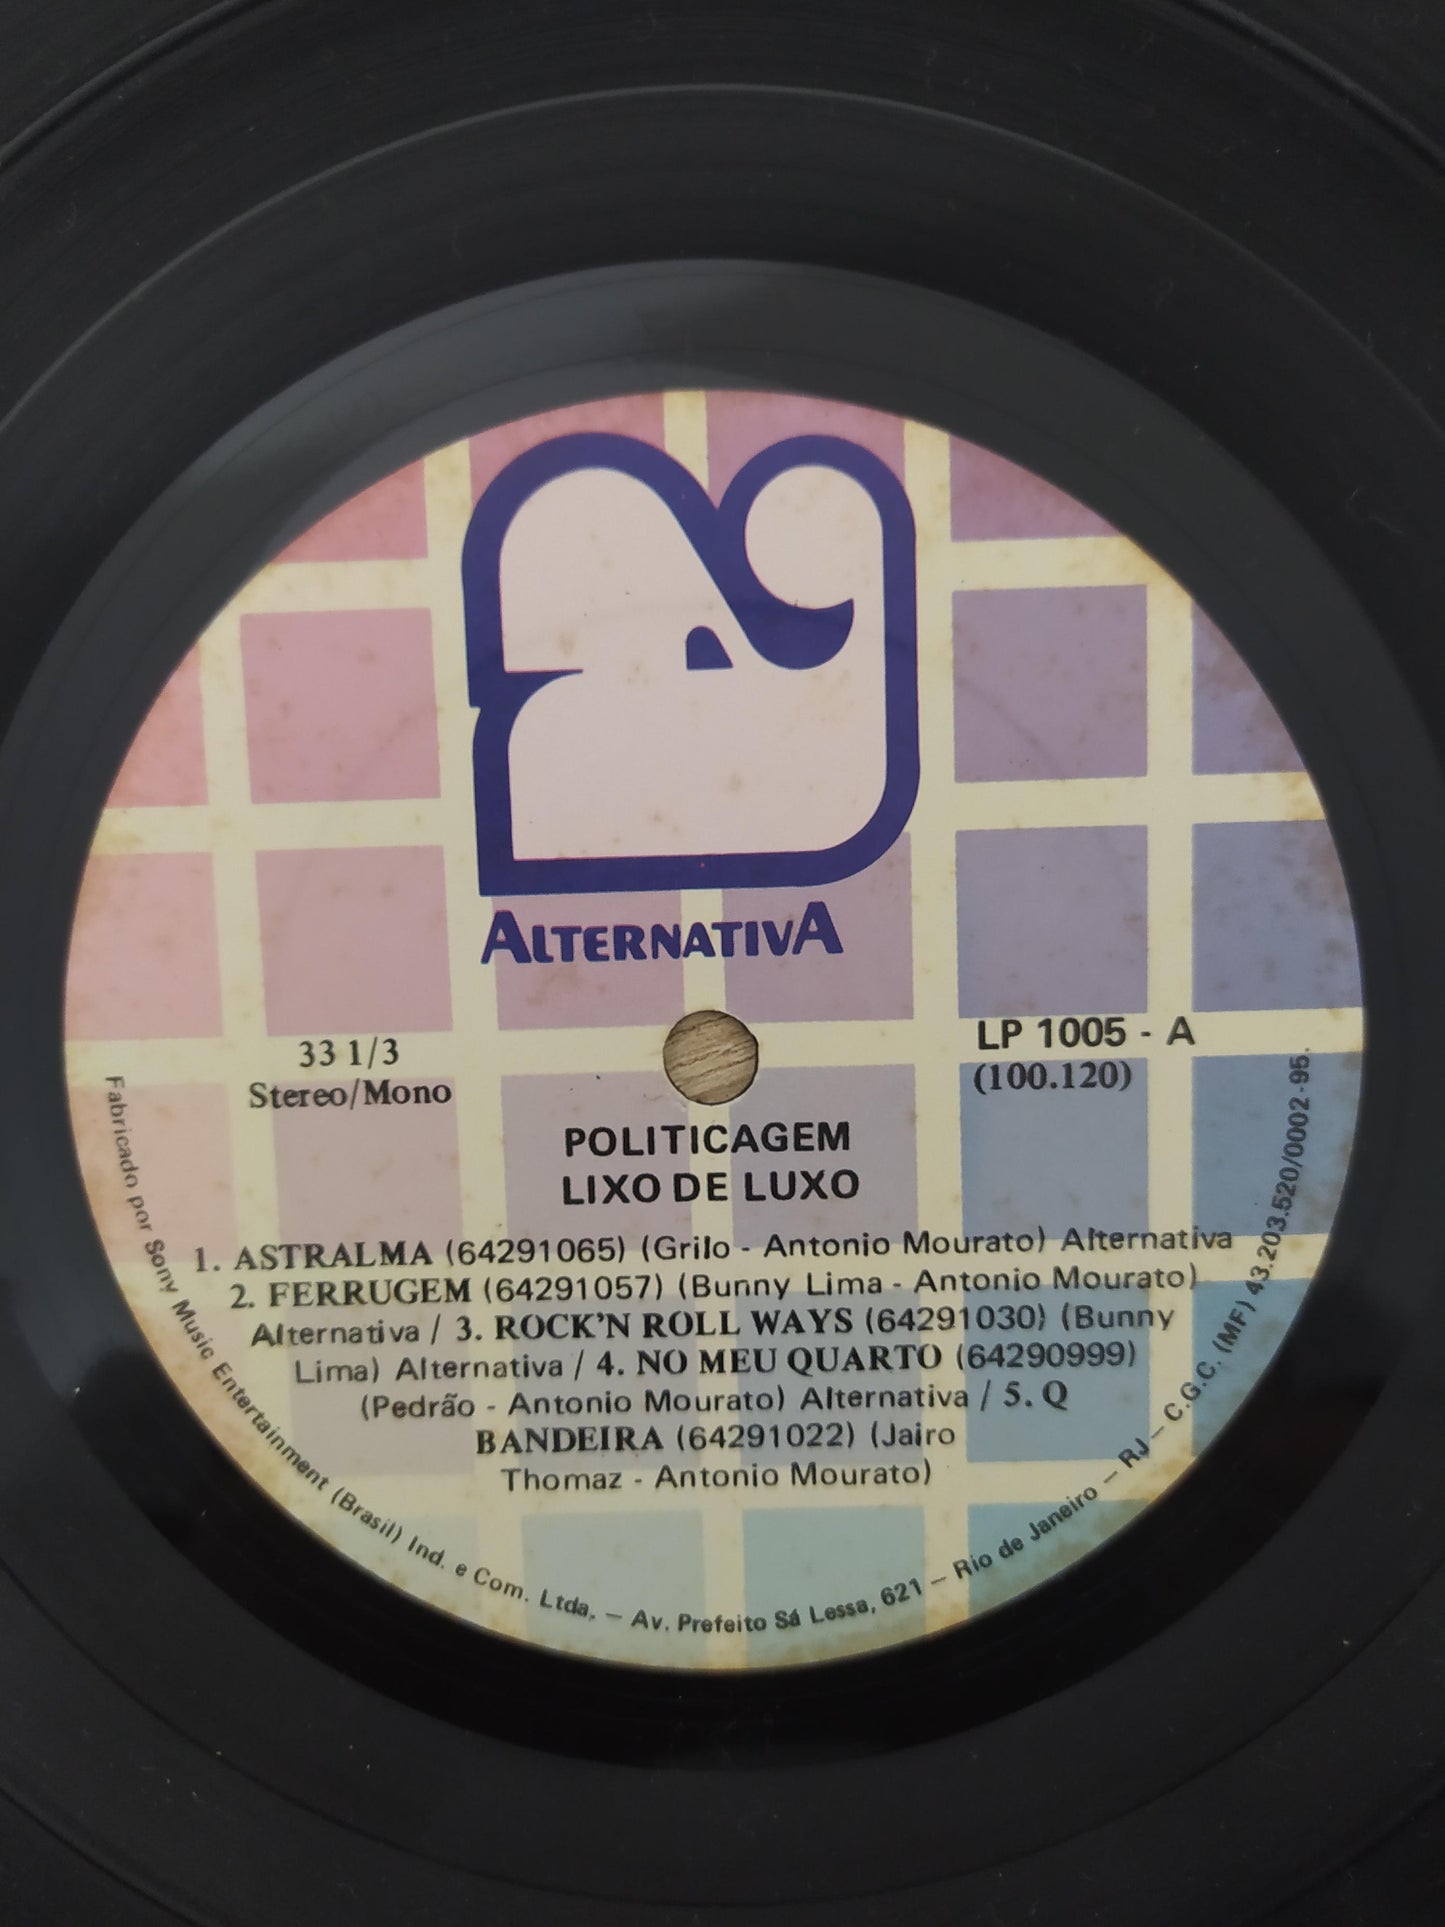 ALTERNATIVA
33 1/3
Stereo/Mono
LP 1005 - A
(100.120)
POLITICAGEM
LIXO DE LUXO
1. ASTRALMA (64291065) (Grilo - Antonio Mourato) Alternativa
2. FERRUGEM (64291057) (Bunny Lima - Antonio Mourato)
Alternativa / 3. ROCK'N ROLL WAYS (64291030) (Bunny
Lima) Alternativa / 4. NO MEU QUARTO (64290999)
(Pedrão - Antonio Mourato) Alternativa / 5. Q
BANDEIRA (64291022) (Jairo
Thomaz - Antonio Mourato)
Fabricado por Sony Music Entertainment (Brasil) Ind. e Com. Ltda. — Av. Prefeito Sá Lessa, 621 — Rio de Janeiro — RJ — C.G.C. (MF) 43.203.520/0002-95.